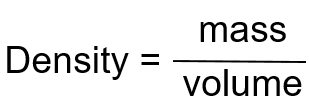 mass
Density =
volume